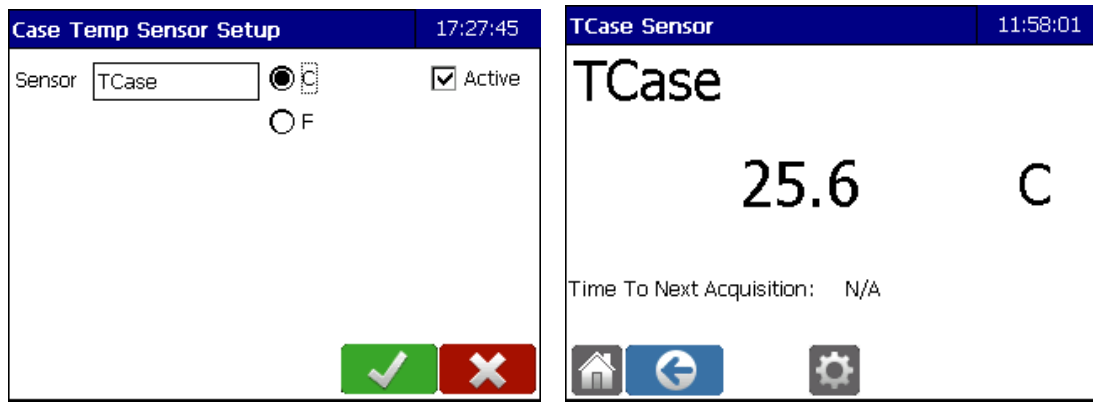 Case Temp Sensor Setup 17:27:45
Sensor TCase C Active
F
TCase Sensor 11:58:01
TCase
25.6 C
Time To Next Acquisition: N/A